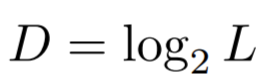 D = log₂ L